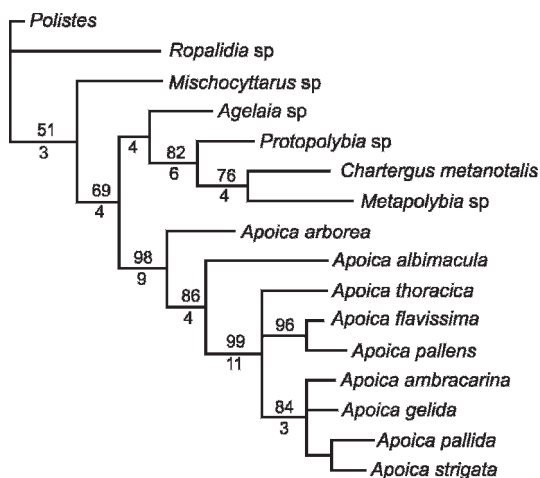 Polistes
Ropalidia sp
Mischocyttarus sp
Agelaia sp
51
3
4
82
6
Protopolybia sp
76
4
Chartergus metanotalis
Metapolybia sp
69
4
98
9
Apoica arborea
86
4
Apoica albimacula
Apoica thoracica
99
11
96
Apoica flavissima
Apoica pallens
84
3
Apoica ambracarina
Apoica gelida
Apoica pallida
Apoica strigata